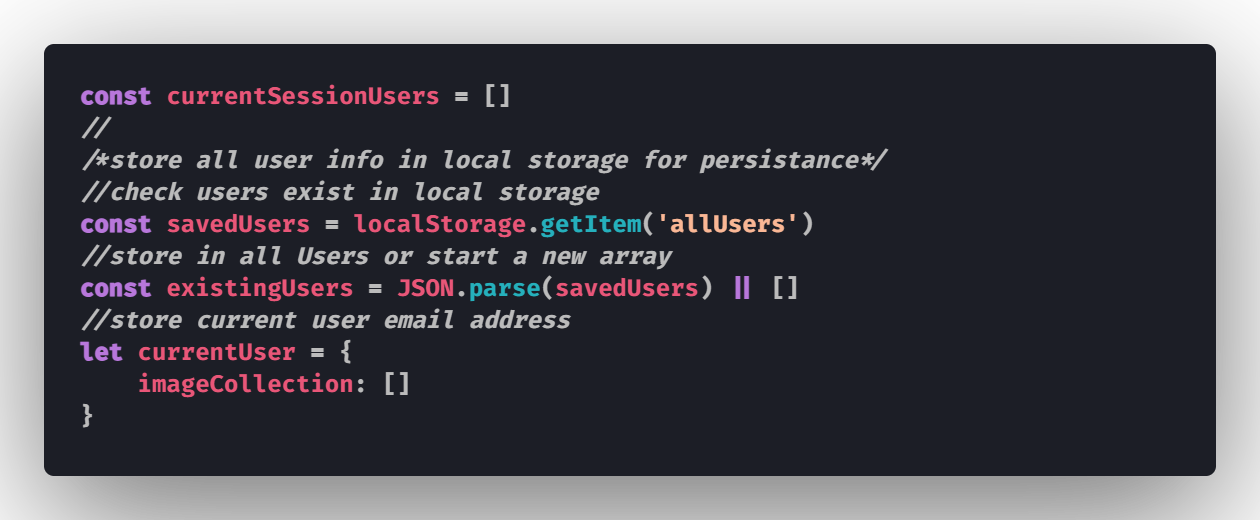 const currentSessionUsers = []
//
/*store all user info in local storage for persistance*/
//check users exist in local storage
const savedUsers = localStorage.getItem('allUsers')
//store in all Users or start a new array
const existingUsers = JSON.parse(savedUsers) || []
//store current user email address
let currentUser = {
    imageCollection: []
}